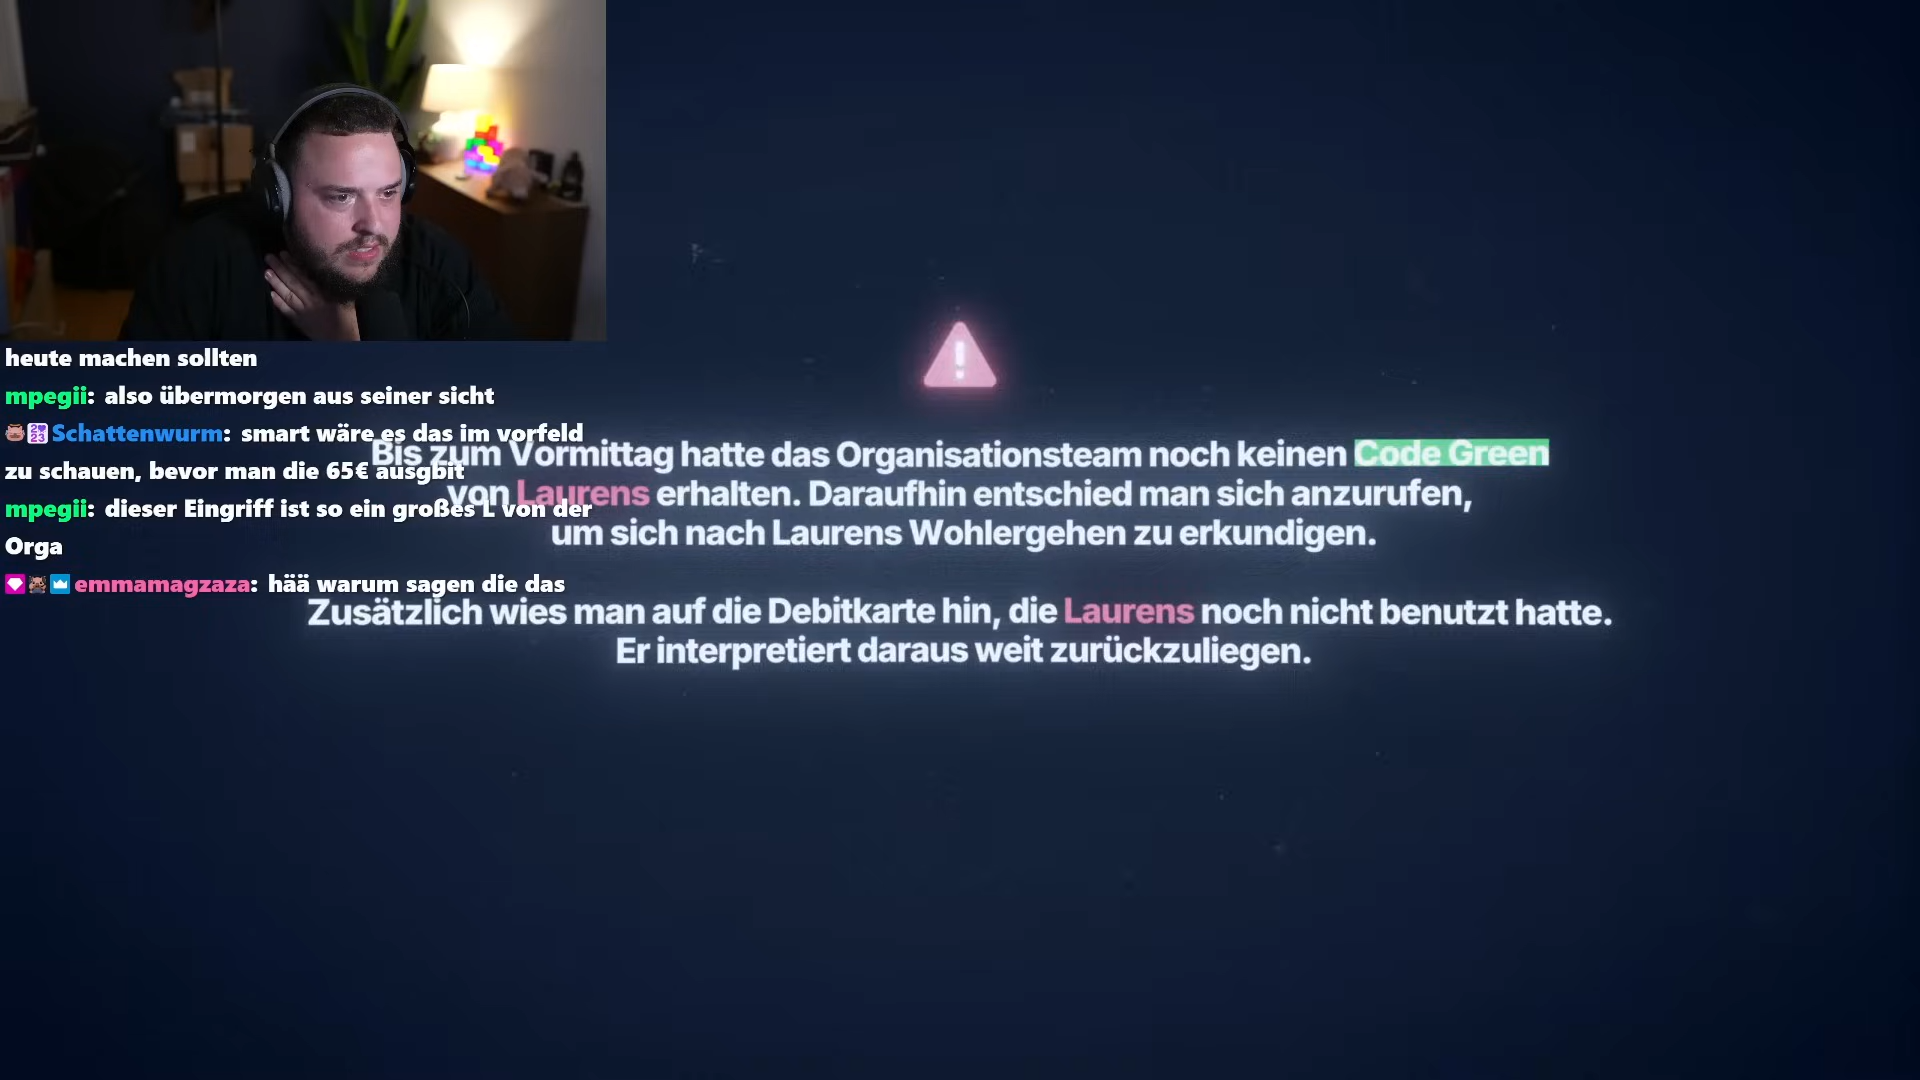 heute machen sollten
mpegii: also übermorgen aus seiner sicht
Schattenwurm: smart wäre es das im vorfeld
zu schauen, bevor man die 65€ ausgbit
mpegii: dieser Eingriff ist so ein großes L von der
Orga
emmamagzaza: hää warum sagen die das
Bis zum Vormittag hatte das Organisationsteam noch keinen Code Green
von Laurens erhalten. Daraufhin entschied man sich anzurufen,
um sich nach Laurens Wohlergehen zu erkundigen.
Zusätzlich wies man auf die Debitkarte hin, die Laurens noch nicht benutzt hatte.
Er interpretiert daraus weit zurückzuliegen.